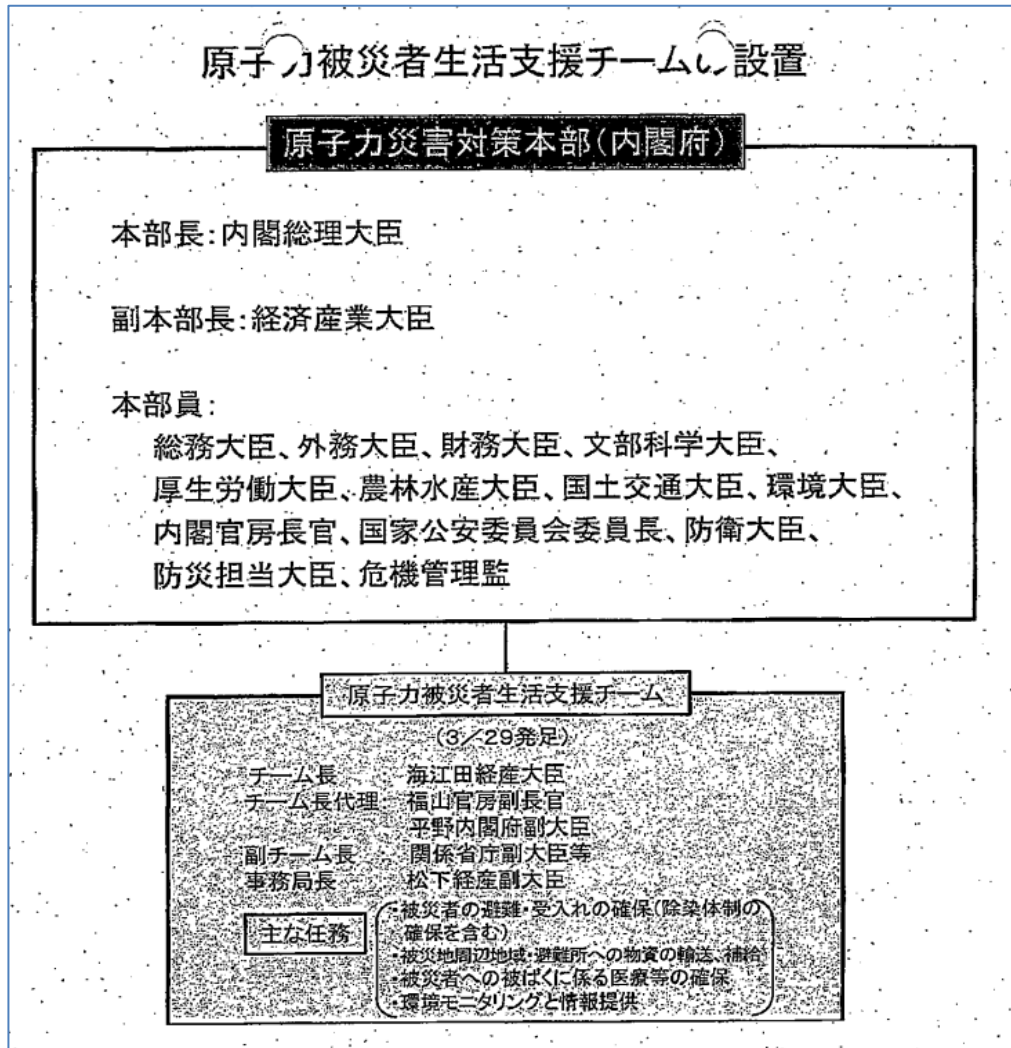 原子力被災者生活支援チームの設置
原子力災害対策本部(内閣府)
本部長:内閣総理大臣
副本部長:経済産業大臣
本部員:
総務大臣、外務大臣、財務大臣、文部科学大臣、
厚生労働大臣、農林水産大臣、国土交通大臣、環境大臣、
内閣官房長官、国家公安委員会委員長、防衛大臣、
防災担当大臣、危機管理監
原子力被災者生活支援チーム
(3/29発足)
チーム長 海江田経産大臣
チーム長代理 福山官房副長官
平野内閣府副大臣
副チーム長 関係省庁副大臣等
事務局長 松下経産副大臣
主な任務
・被災者の避難・受入れの確保(除染体制の
確保を含む)
・被災地周辺地域・避難所への物資の輸送、補給
・被災者への被ばくに係る医療等の確保
・環境モニタリングと情報提供